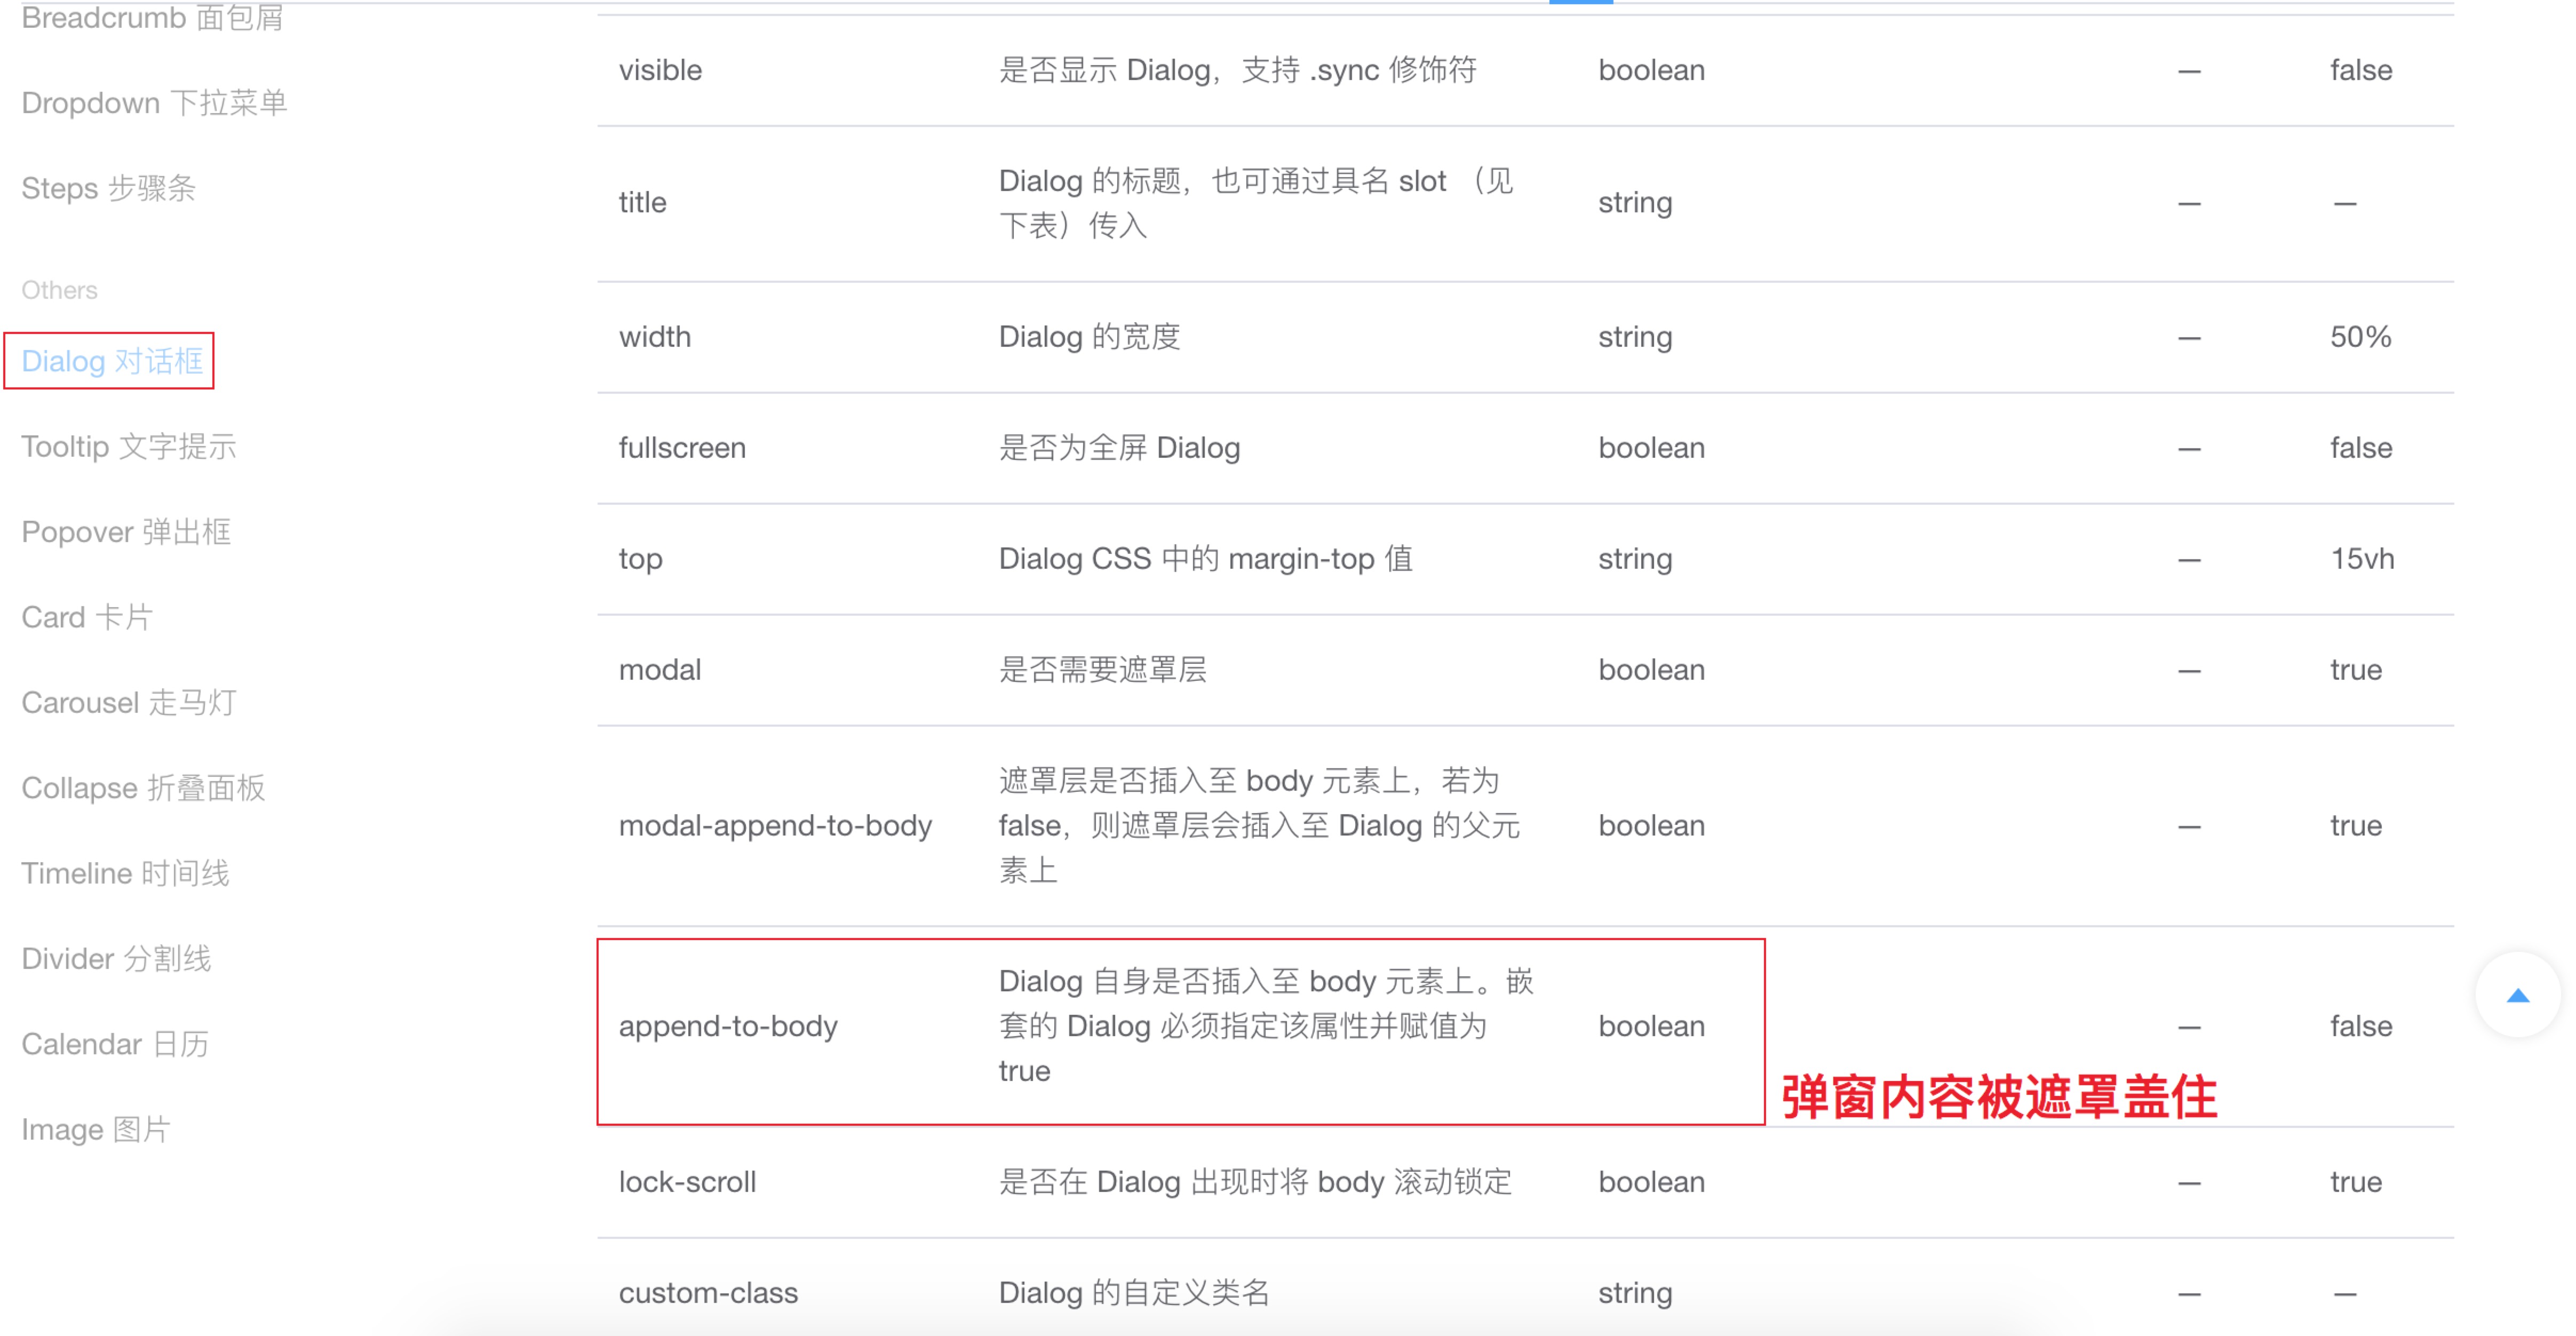 Breadcrumb 面包屑
Dropdown 下拉菜单
Steps 步骤条
Others
Dialog 对话框
Tooltip 文字提示
Popover 弹出框
Card 卡片
Carousel 走马灯
Collapse 折叠面板
Timeline 时间线
Divider 分割线
Calendar 日历
Image 图片
visible 是否显示 Dialog，支持 .sync 修饰符 boolean — false
title Dialog 的标题，也可通过具名 slot （见
下表）传入 string — —
width Dialog 的宽度 string — 50%
fullscreen 是否为全屏 Dialog boolean — false
top Dialog CSS 中的 margin-top 值 string — 15vh
modal 是否需要遮罩层 boolean — true
modal-append-to-body 遮罩层是否插入至 body 元素上，若为
false，则遮罩层会插入至 Dialog 的父元
素上 boolean — true
append-to-body Dialog 自身是否插入至 body 元素上。嵌
套的 Dialog 必须指定该属性并赋值为
true boolean — false
弹窗内容被遮罩盖住
lock-scroll 是否在 Dialog 出现时将 body 滚动锁定 boolean — true
custom-class Dialog 的自定义类名 string — —